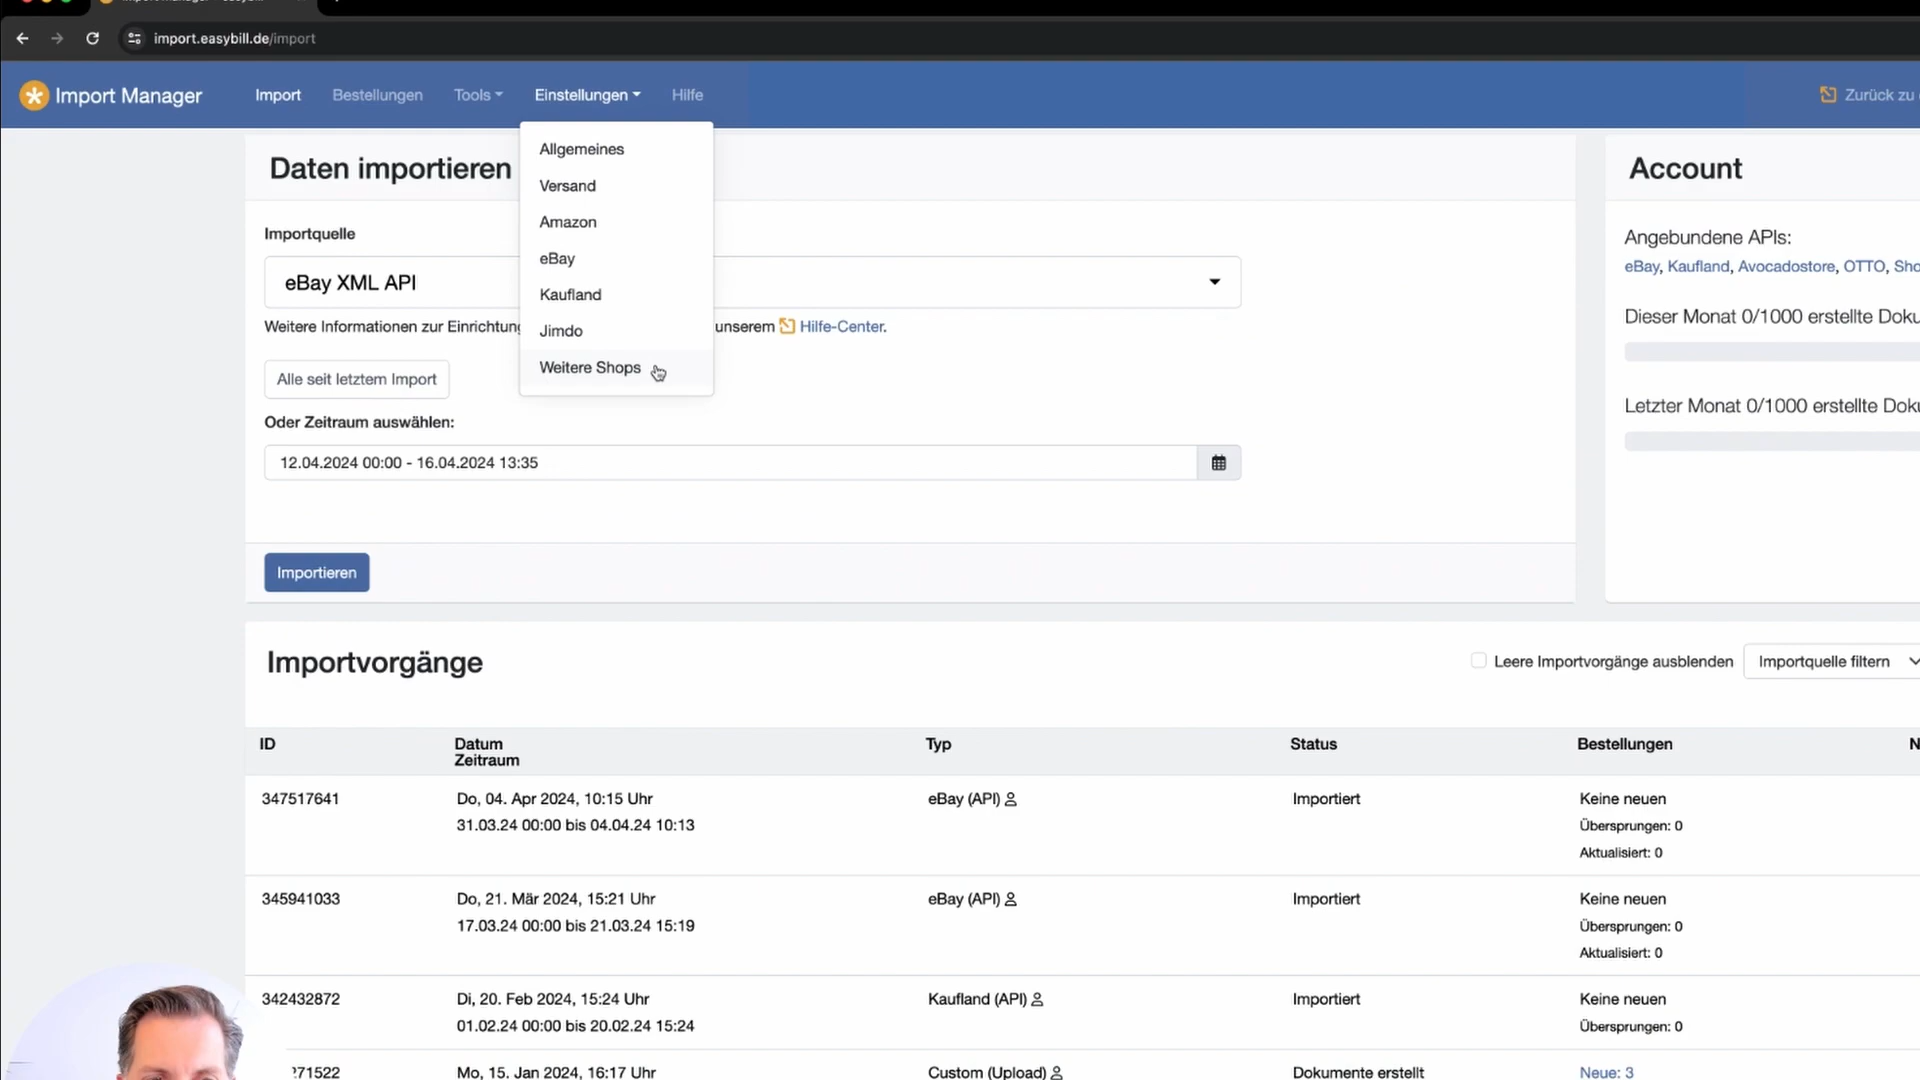 import.easybill.de/import
Import Manager
Import
Bestellungen
Tools
Einstellungen
Hilfe
Zurück zu
Allgemeines
Versand
Amazon
eBay
Kaufland
Jimdo
Weitere Shops
Daten importieren
Importquelle
eBay XML API
Weitere Informationen zur Einrichtung
unserem Hilfe-Center.
Alle seit letztem Import
Oder Zeitraum auswählen:
12.04.2024 00:00 - 16.04.2024 13:35
Importieren
Account
Angebundene APIs:
eBay, Kaufland, Avocadostore, OTTO, Sho
Dieser Monat 0/1000 erstellte Doku
Letzter Monat 0/1000 erstellte Doku
Importvorgänge
Leere Importvorgänge ausblenden
Importquelle filtern
ID
Datum
Zeitraum
Typ
Status
Bestellungen
N
347517641
Do, 04. Apr 2024, 10:15 Uhr
31.03.24 00:00 bis 04.04.24 10:13
eBay (API)
Importiert
Keine neuen
Übersprungen: 0
Aktualisiert: 0
345941033
Do, 21. Mär 2024, 15:21 Uhr
17.03.24 00:00 bis 21.03.24 15:19
eBay (API)
Importiert
Keine neuen
Übersprungen: 0
Aktualisiert: 0
342432872
Di, 20. Feb 2024, 15:24 Uhr
01.02.24 00:00 bis 20.02.24 15:24
Kaufland (API)
Importiert
Keine neuen
Übersprungen: 0
271522
Mo, 15. Jan 2024, 16:17 Uhr
Custom (Upload)
Dokumente erstellt
Neue: 3